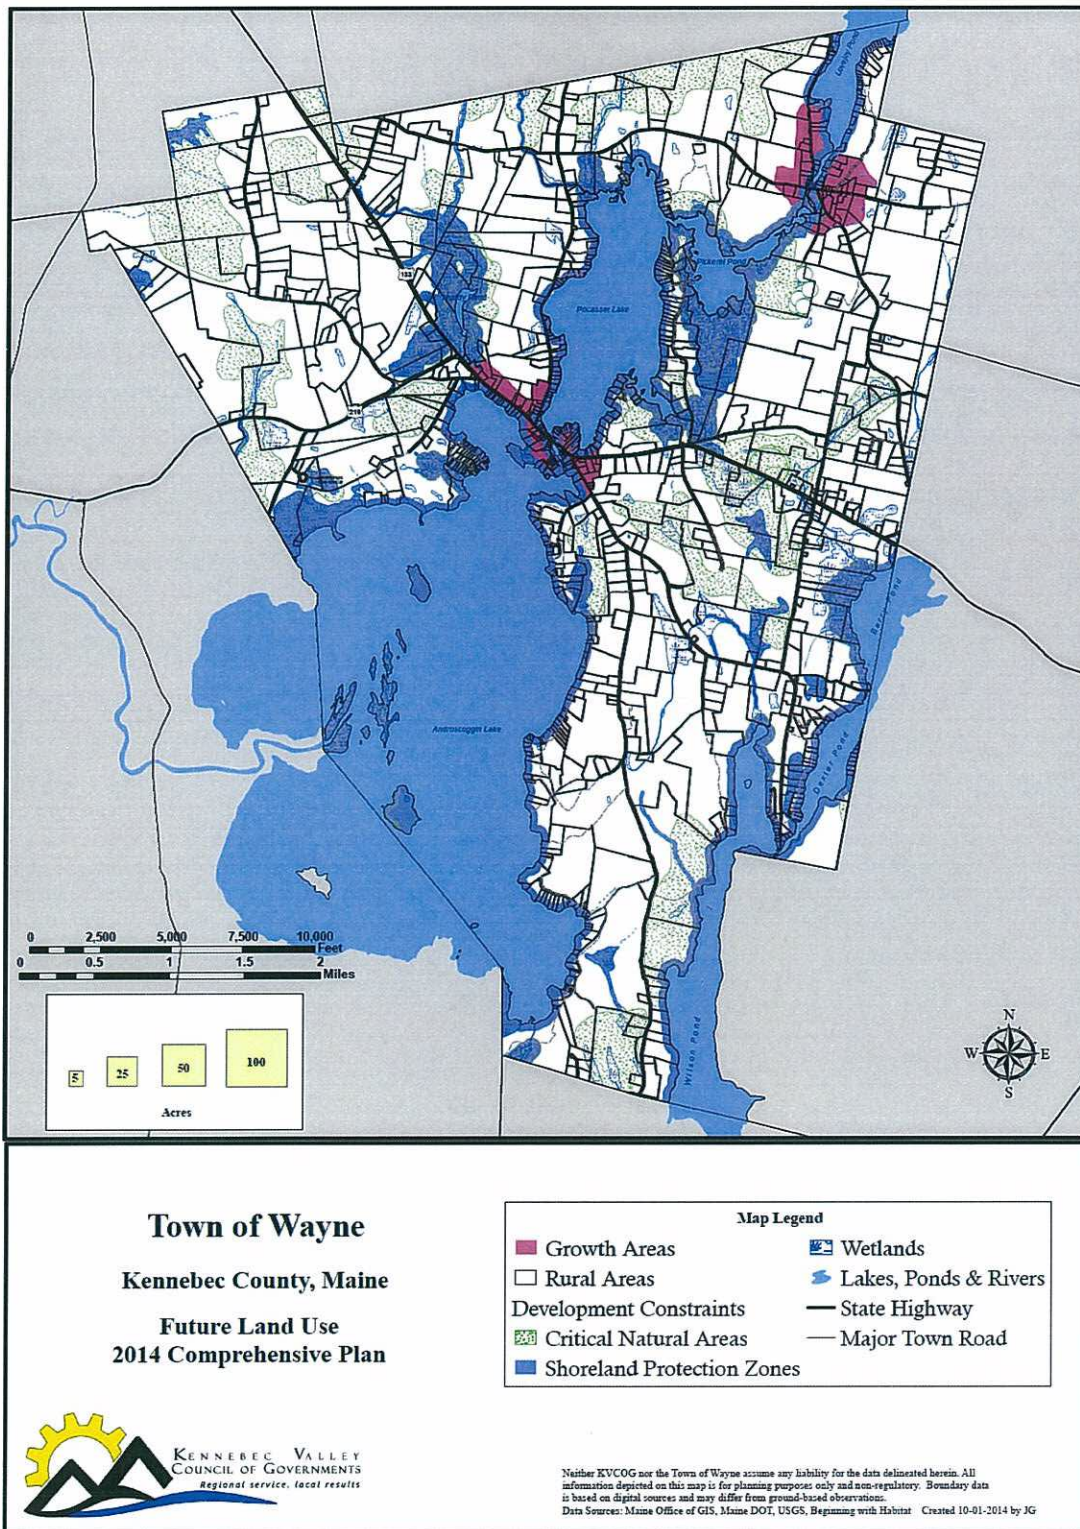 Lovejoy Pond
133
Pickerel Pond
Pocasset Lake
219
Androscoggin Lake
Berry Pond
Dexter Pond
Wilson Pond
0 2,500 5,000 7,500 10,000
Feet
0 0.5 1 1.5 2
Miles
5 25 50 100
Acres
N
W E
S
Town of Wayne
Kennebec County, Maine
Future Land Use
2014 Comprehensive Plan
KENNEBEC VALLEY
COUNCIL OF GOVERNMENTS
Regional service, local results
Map Legend
Growth Areas
Rural Areas
Development Constraints
Critical Natural Areas
Shoreland Protection Zones
Wetlands
Lakes, Ponds & Rivers
State Highway
Major Town Road
Neither KVCOG nor the Town of Wayne assume any liability for the data delineated herein. All
information depicted on this map is for planning purposes only and non-regulatory. Boundary data
is based on digital sources and may differ from ground-based observations.
Data Sources: Maine Office of GIS, Maine DOT, USGS, Beginning with Habitat Created 10-01-2014 by JG